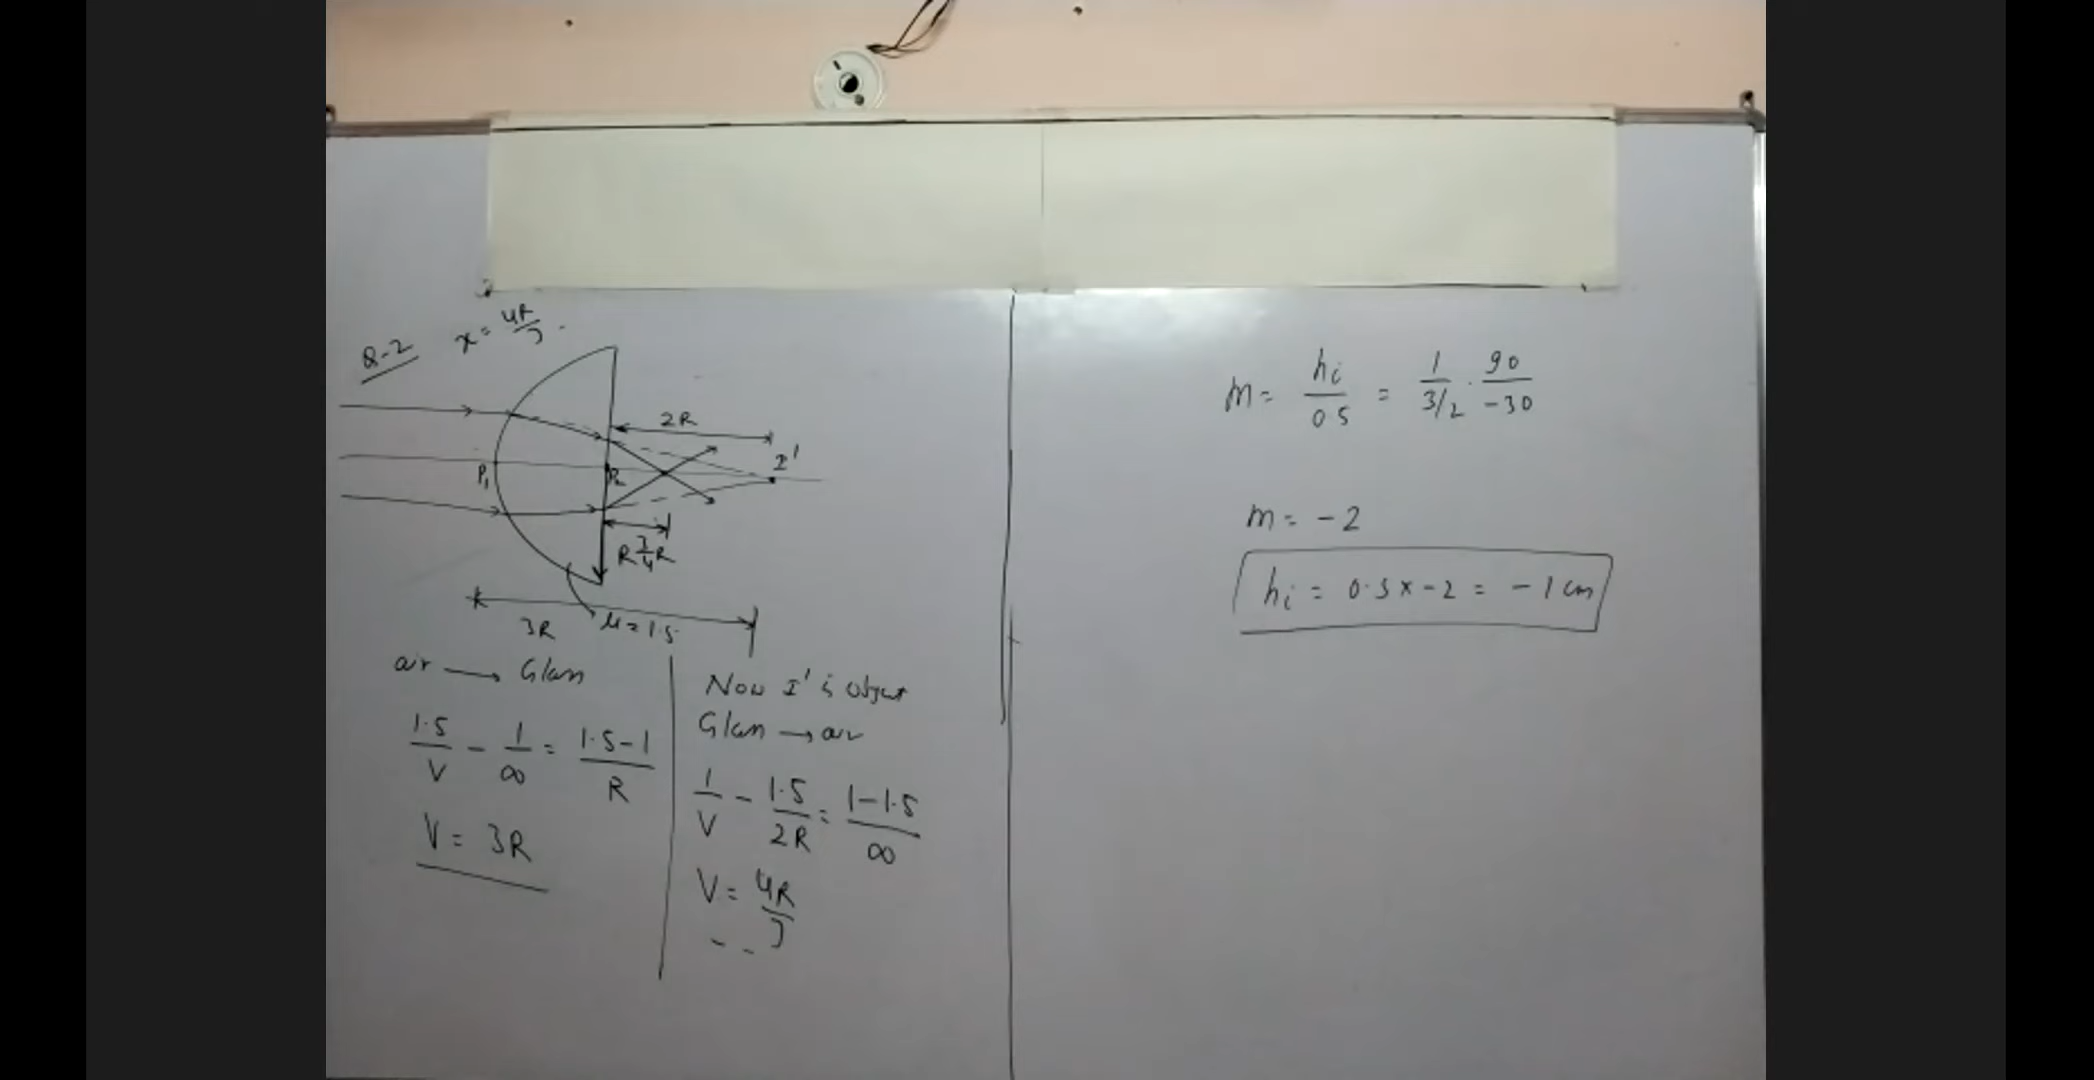 Q-2 x = 4R/3
2R
I'
P₁ P₂
R 3/4 R
3R μ = 1.5
air → Glass
1.5/V - 1/∞ = 1.5-1/R
V = 3R
Now I' is object
Glass → air
1/V - 1.5/2R = 1-1.5/∞
V = 4R/3
m = hi/0.5 = 1/3/2 · 90/-30
m = -2
hi = 0.5 x -2 = -1 cm